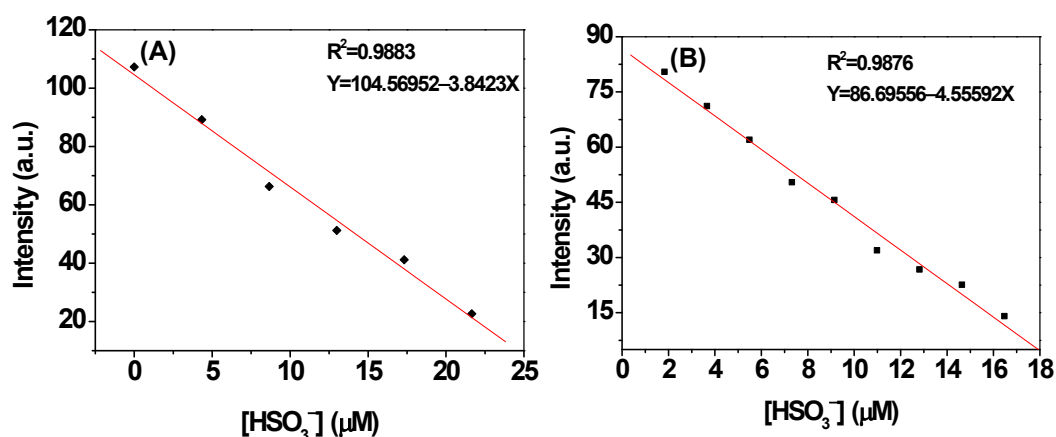 (A)
R²=0.9883
Y=104.56952–3.8423X
Intensity (a.u.)
120
100
80
60
40
20
0 5 10 15 20 25
[HSO₃⁻] (μM)
(B)
R²=0.9876
Y=86.69556–4.55592X
Intensity (a.u.)
90
75
60
45
30
15
0 2 4 6 8 10 12 14 16 18
[HSO₃⁻] (μM)